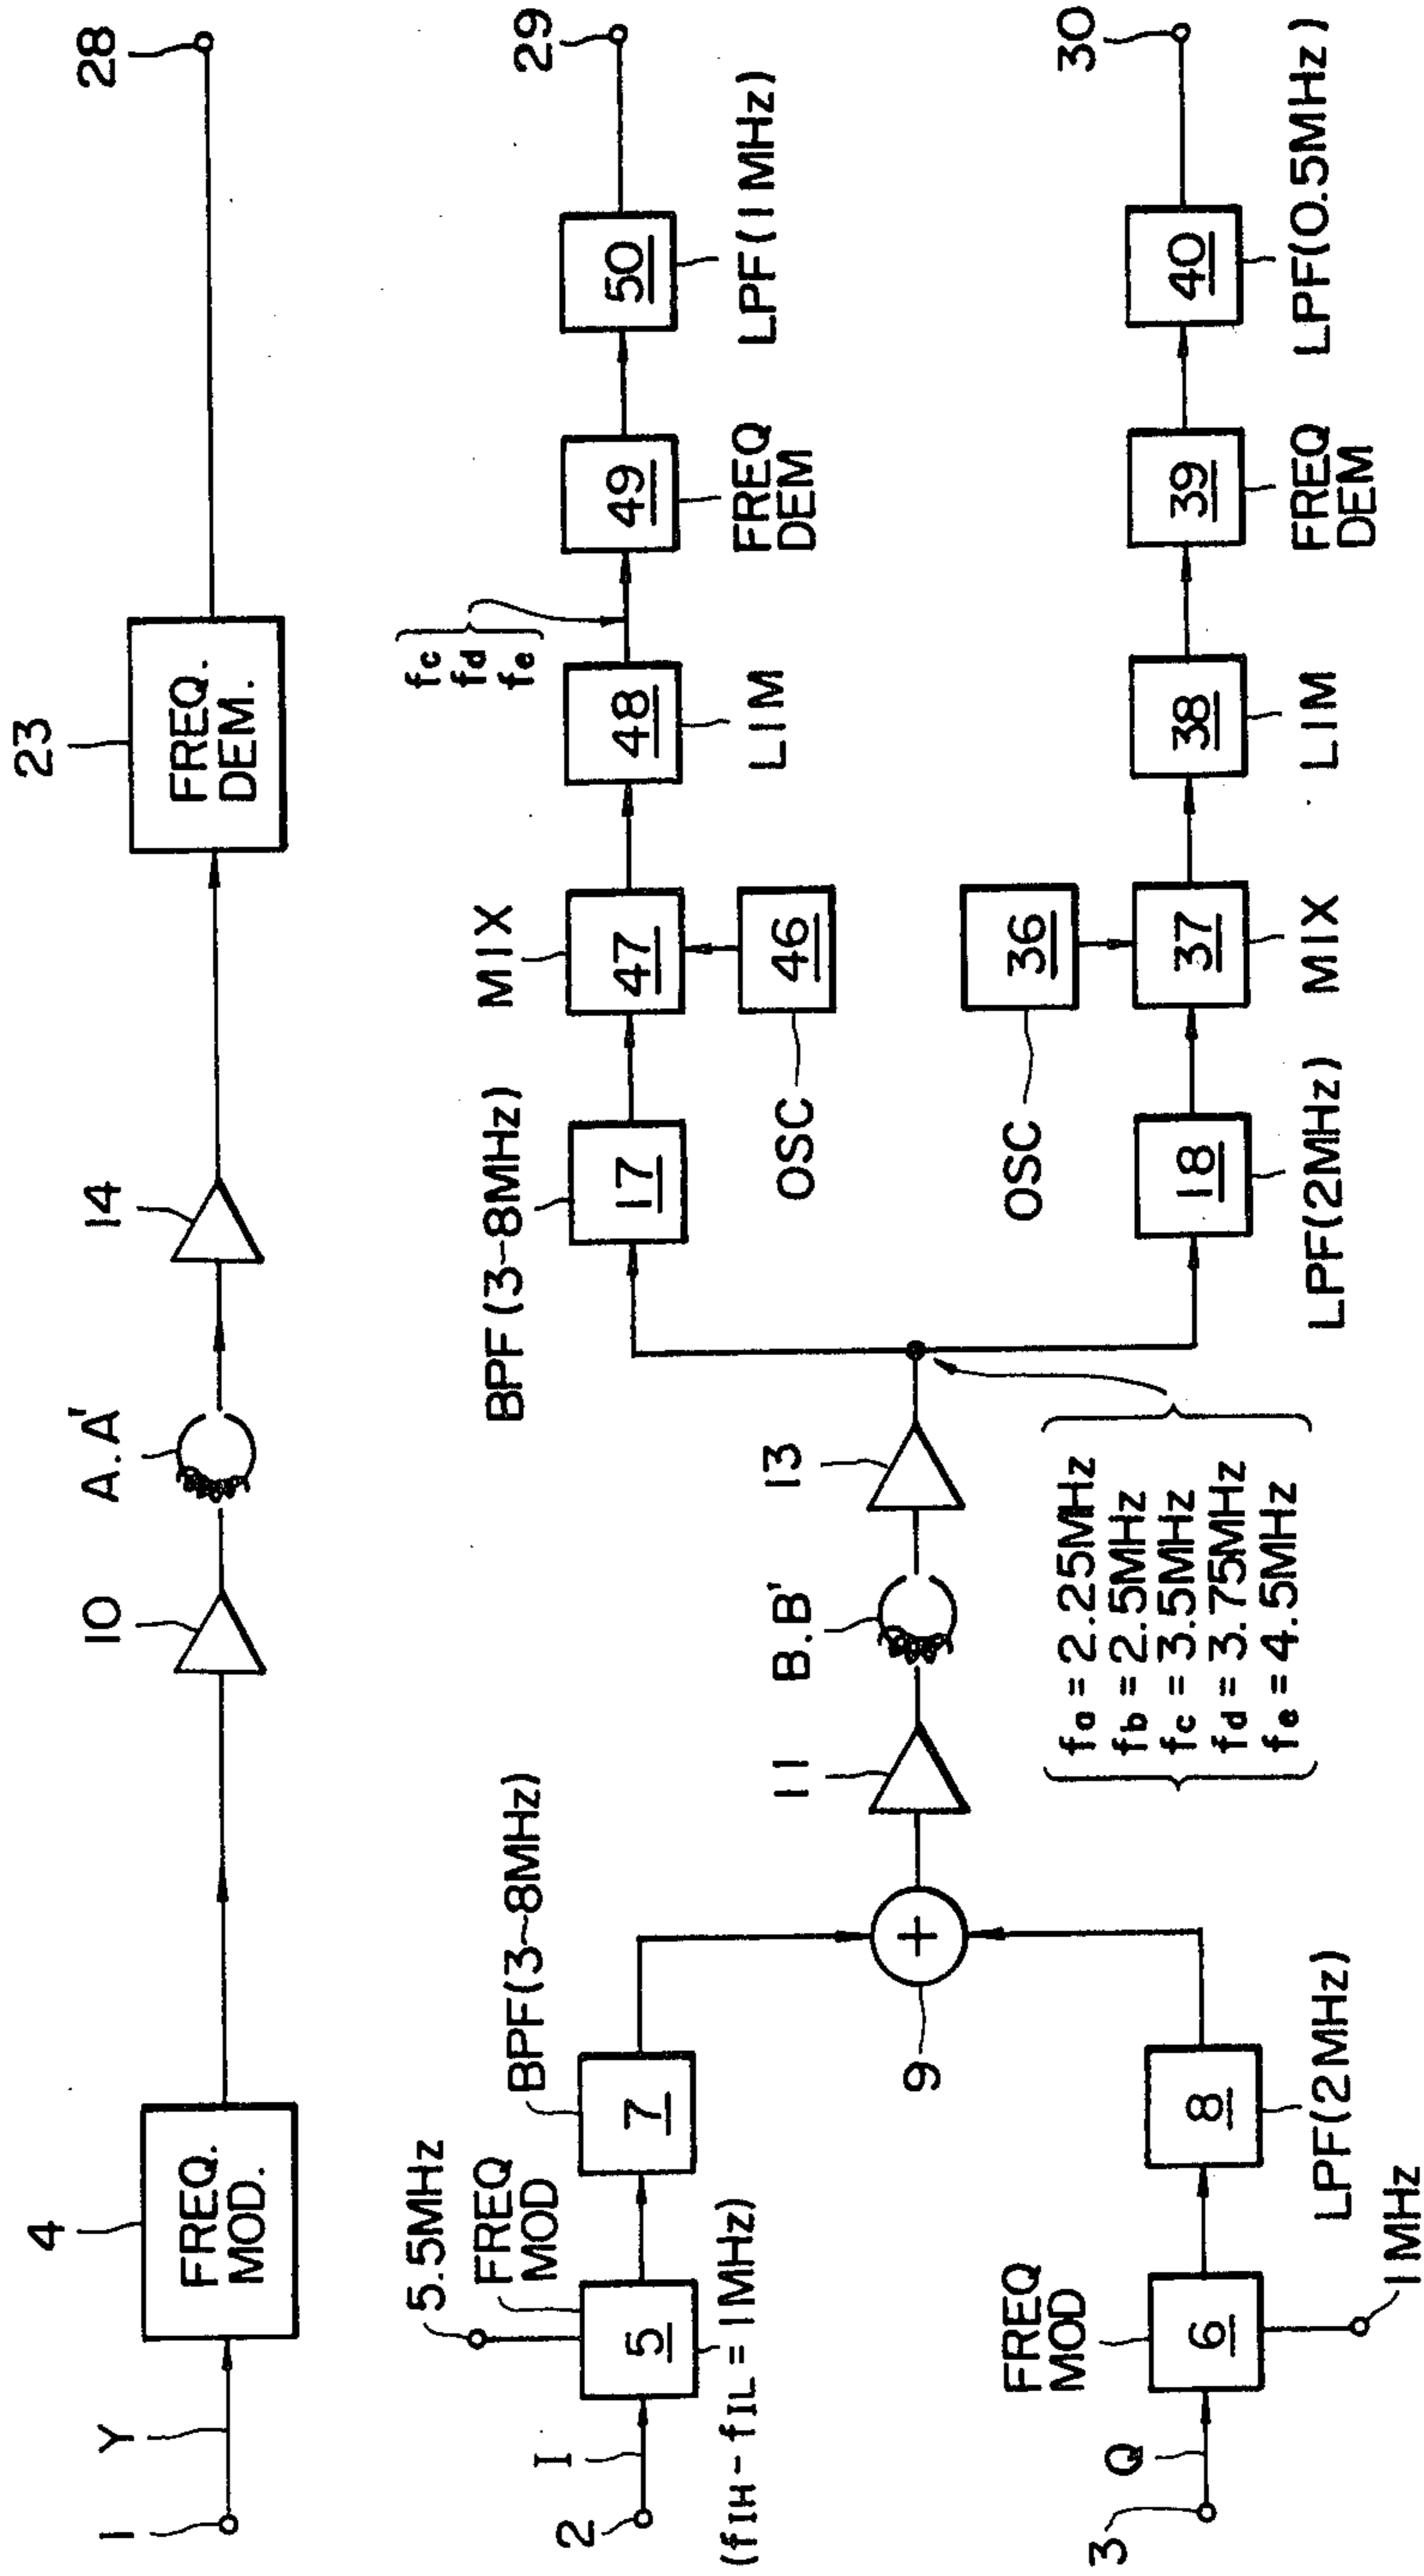 1
Y
4
FREQ.
MOD.
10
A.A'
14
23
FREQ.
DEM.
28
2
I
5.5MHz
FREQ
MOD
5
(fIH-fIL=1MHz)
BPF(3~8MHz)
7
3
Q
FREQ
MOD
6
1MHz
8
LPF(2MHz)
9
+
11
B.B'
13
fa=2.25MHz
fb=2.5MHz
fc=3.5MHz
fd=3.75MHz
fe=4.5MHz
BPF(3~8MHz)
17
MIX
47
46
OSC
48
LIM
fc
fd
fe
49
FREQ
DEM
50
LPF(1MHz)
29
18
LPF(2MHz)
OSC
36
37
MIX
38
LIM
39
FREQ
DEM
40
LPF(0.5MHz)
30